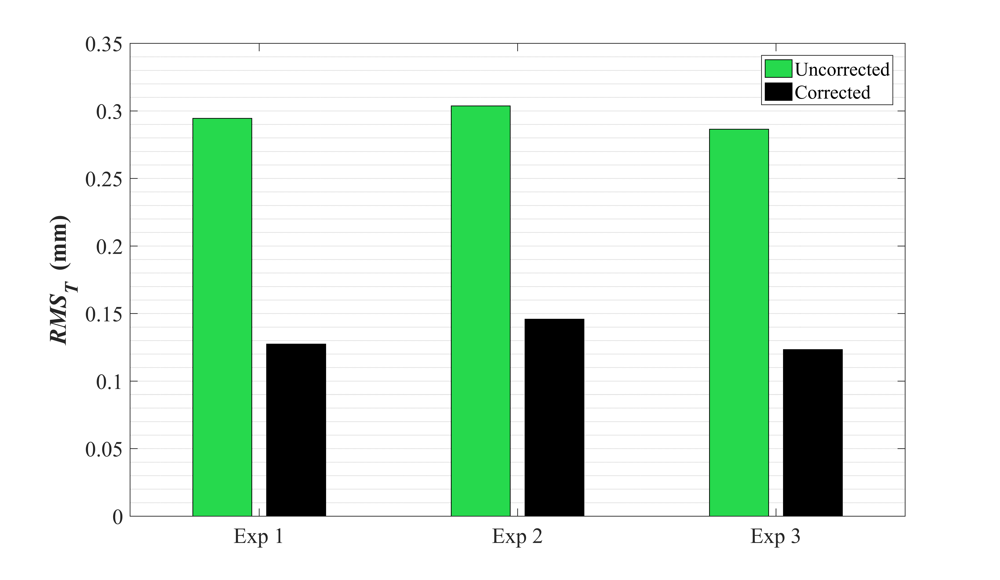 0.35
0.3
0.25
0.2
0.15
0.1
0.05
0
RMS_T (mm)
Uncorrected
Corrected
Exp 1
Exp 2
Exp 3